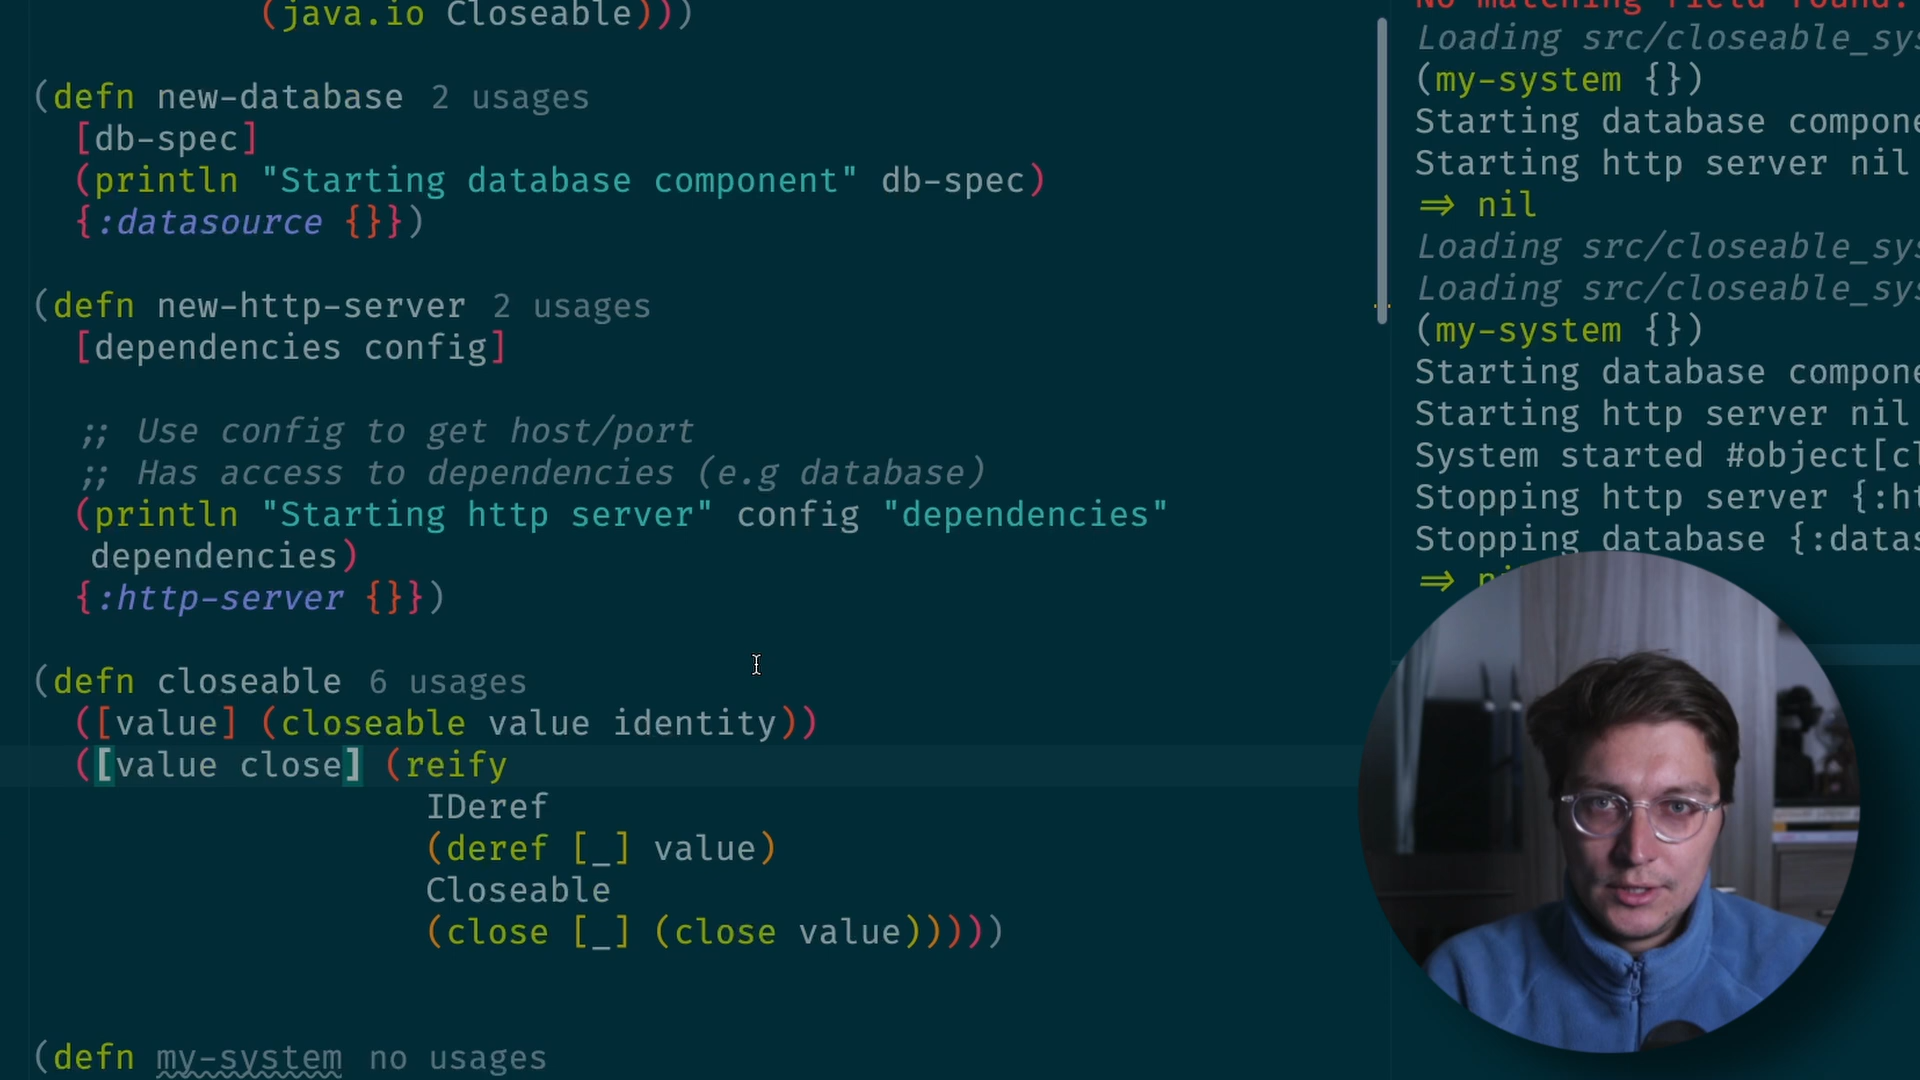 (java.io Closeable)))
(defn new-database 2 usages
[db-spec]
(println "Starting database component" db-spec)
{:datasource {}})
(defn new-http-server 2 usages
[dependencies config]
;; Use config to get host/port
;; Has access to dependencies (e.g database)
(println "Starting http server" config "dependencies"
dependencies)
{:http-server {}})
(defn closeable 6 usages
([value] (closeable value identity))
([value close] (reify
IDeref
(deref [_] value)
Closeable
(close [_] (close value)))))
(defn my-system no usages
No matching field found:
Loading src/closeable_sys
(my-system {})
Starting database compone
Starting http server nil
=> nil
Loading src/closeable_sys
Loading src/closeable_sys
(my-system {})
Starting database compone
Starting http server nil
System started #object[cl
Stopping http server {:ht
Stopping database {:datas
=>